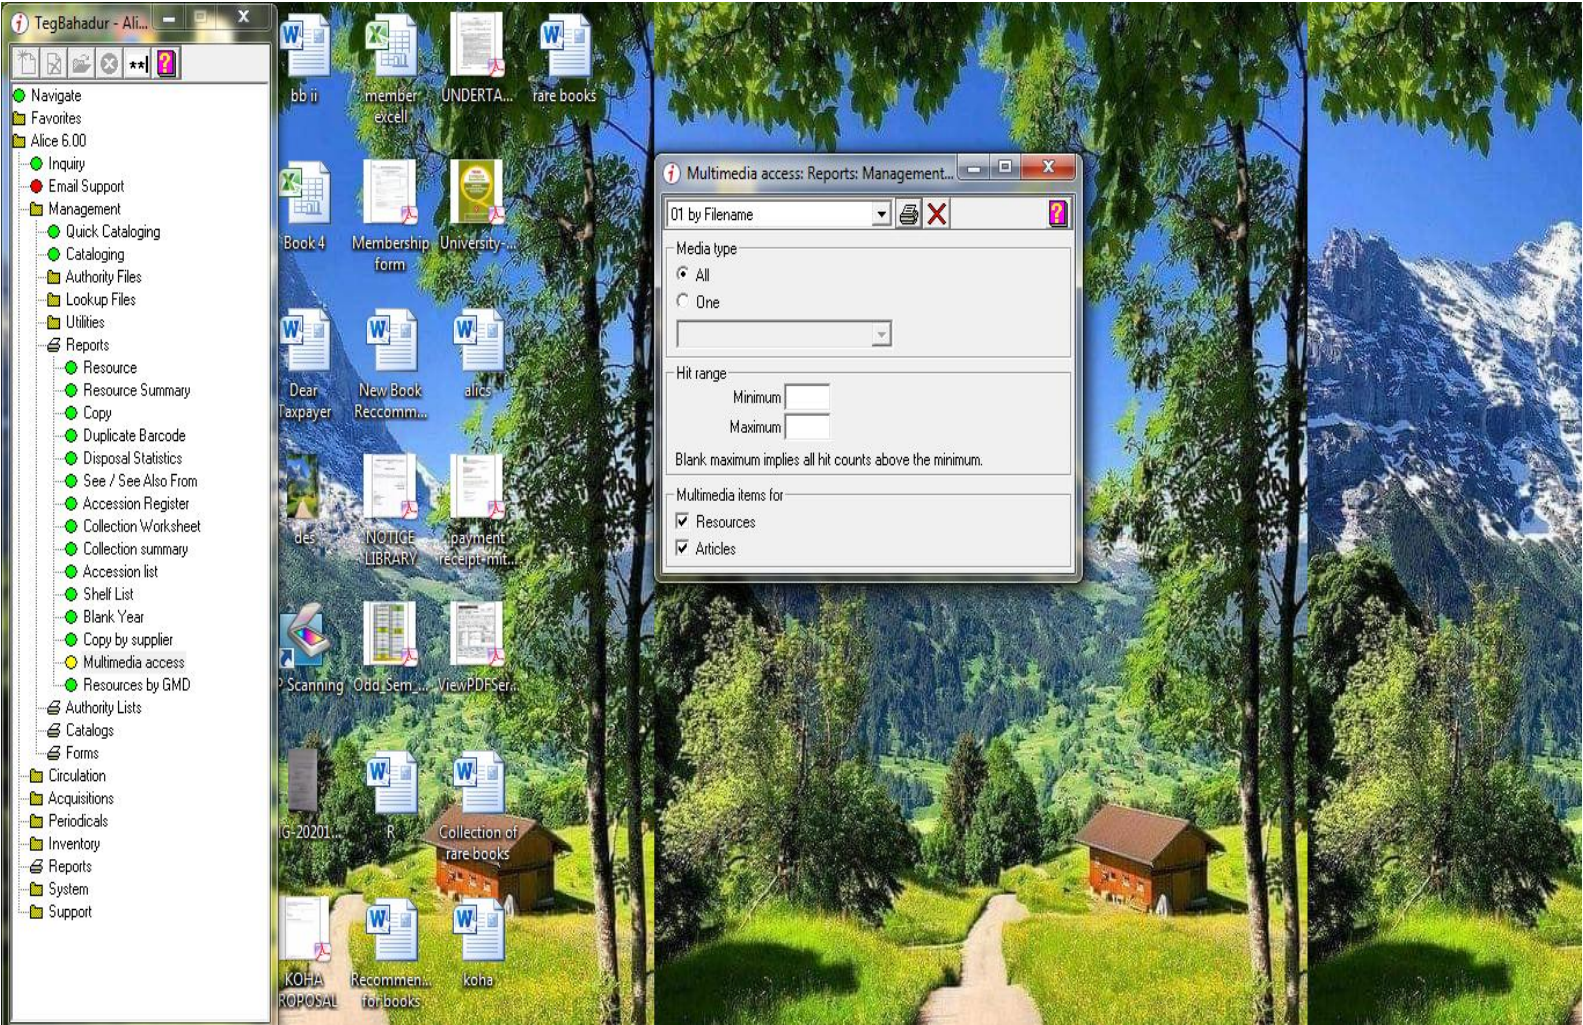 TegBahadur - Ali...
**
Navigate
Favorites
Alice 6.00
Inquiry
Email Support
Management
Quick Cataloging
Cataloging
Authority Files
Lookup Files
Utilities
Reports
Resource
Resource Summary
Copy
Duplicate Barcode
Disposal Statistics
See / See Also From
Accession Register
Collection Worksheet
Collection summary
Accession list
Shelf List
Blank Year
Copy by supplier
Multimedia access
Resources by GMD
Authority Lists
Catalogs
Forms
Circulation
Acquisitions
Periodicals
Inventory
Reports
System
Support
bb ii
member
excell
UNDERTA...
rare books
Book 4
Membership
form
University-...
Dear
Taxpayer
New Book
Reccomm...
alics
des
NOTICE
LIBRARY
payment
receipt-mit...
P Scanning
Odd_Sem_...
ViewPDFSer...
G-20201...
R
Collection of
rare books
KOHA
ROPOSAL
Recommen...
for books
koha
Multimedia access: Reports: Management...
01 by Filename
Media type
All
One
Hit range
Minimum
Maximum
Blank maximum implies all hit counts above the minimum.
Multimedia items for
Resources
Articles